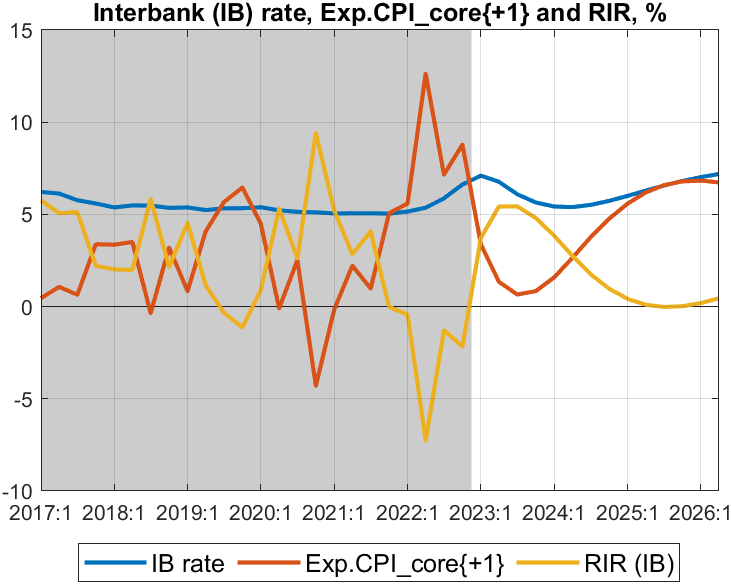 Interbank (IB) rate, Exp.CPI_core{+1} and RIR, %
15
10
5
0
-5
-10
2017:1 2018:1 2019:1 2020:1 2021:1 2022:1 2023:1 2024:1 2025:1 2026:1
IB rate Exp.CPI_core{+1} RIR (IB)